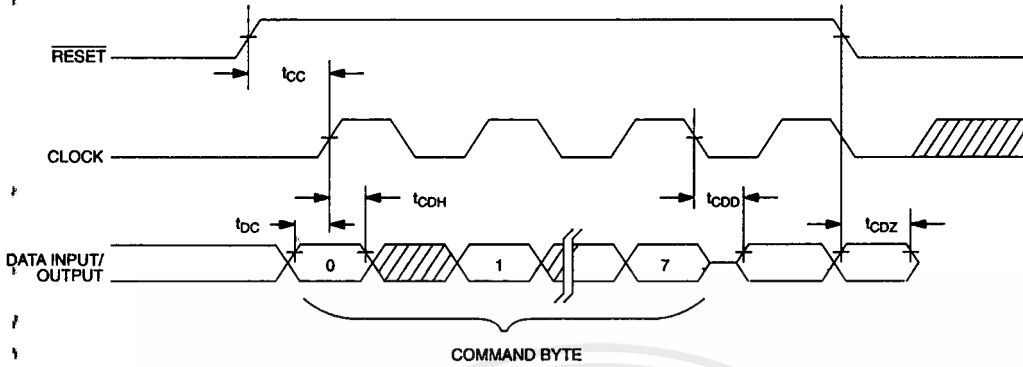 RESET
tCC
CLOCK
tCDH
tCDD
tDC
tCDZ
DATA INPUT/
OUTPUT
0
1
7
COMMAND BYTE